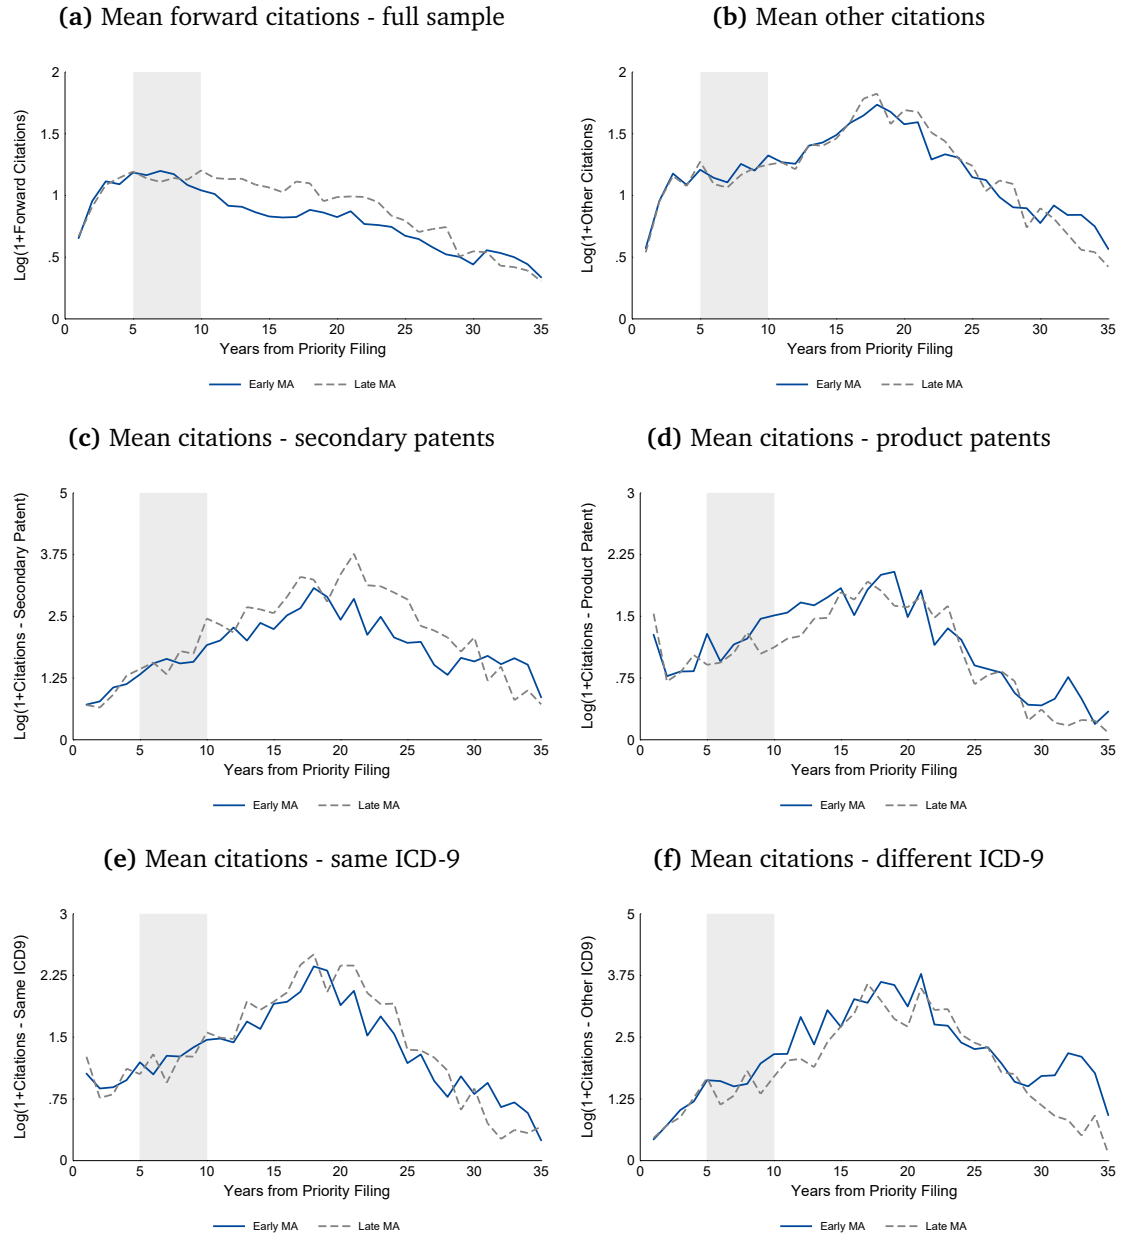 (a) Mean forward citations - full sample
Log(1+Forward Citations)
2
1.5
1
.5
0
0 5 10 15 20 25 30 35
Years from Priority Filing
Early MA Late MA
(b) Mean other citations
Log(1+Other Citations)
2
1.5
1
.5
0
0 5 10 15 20 25 30 35
Years from Priority Filing
Early MA Late MA
(c) Mean citations - secondary patents
Log(1+Citations - Secondary Patent)
5
3.75
2.5
1.25
0
0 5 10 15 20 25 30 35
Years from Priority Filing
Early MA Late MA
(d) Mean citations - product patents
Log(1+Citations - Product Patent)
3
2.25
1.5
.75
0
0 5 10 15 20 25 30 35
Years from Priority Filing
Early MA Late MA
(e) Mean citations - same ICD-9
Log(1+Citations - Same ICD9)
3
2.25
1.5
.75
0
0 5 10 15 20 25 30 35
Years from Priority Filing
Early MA Late MA
(f) Mean citations - different ICD-9
Log(1+Citations - Other ICD9)
5
3.75
2.5
1.25
0
0 5 10 15 20 25 30 35
Years from Priority Filing
Early MA Late MA